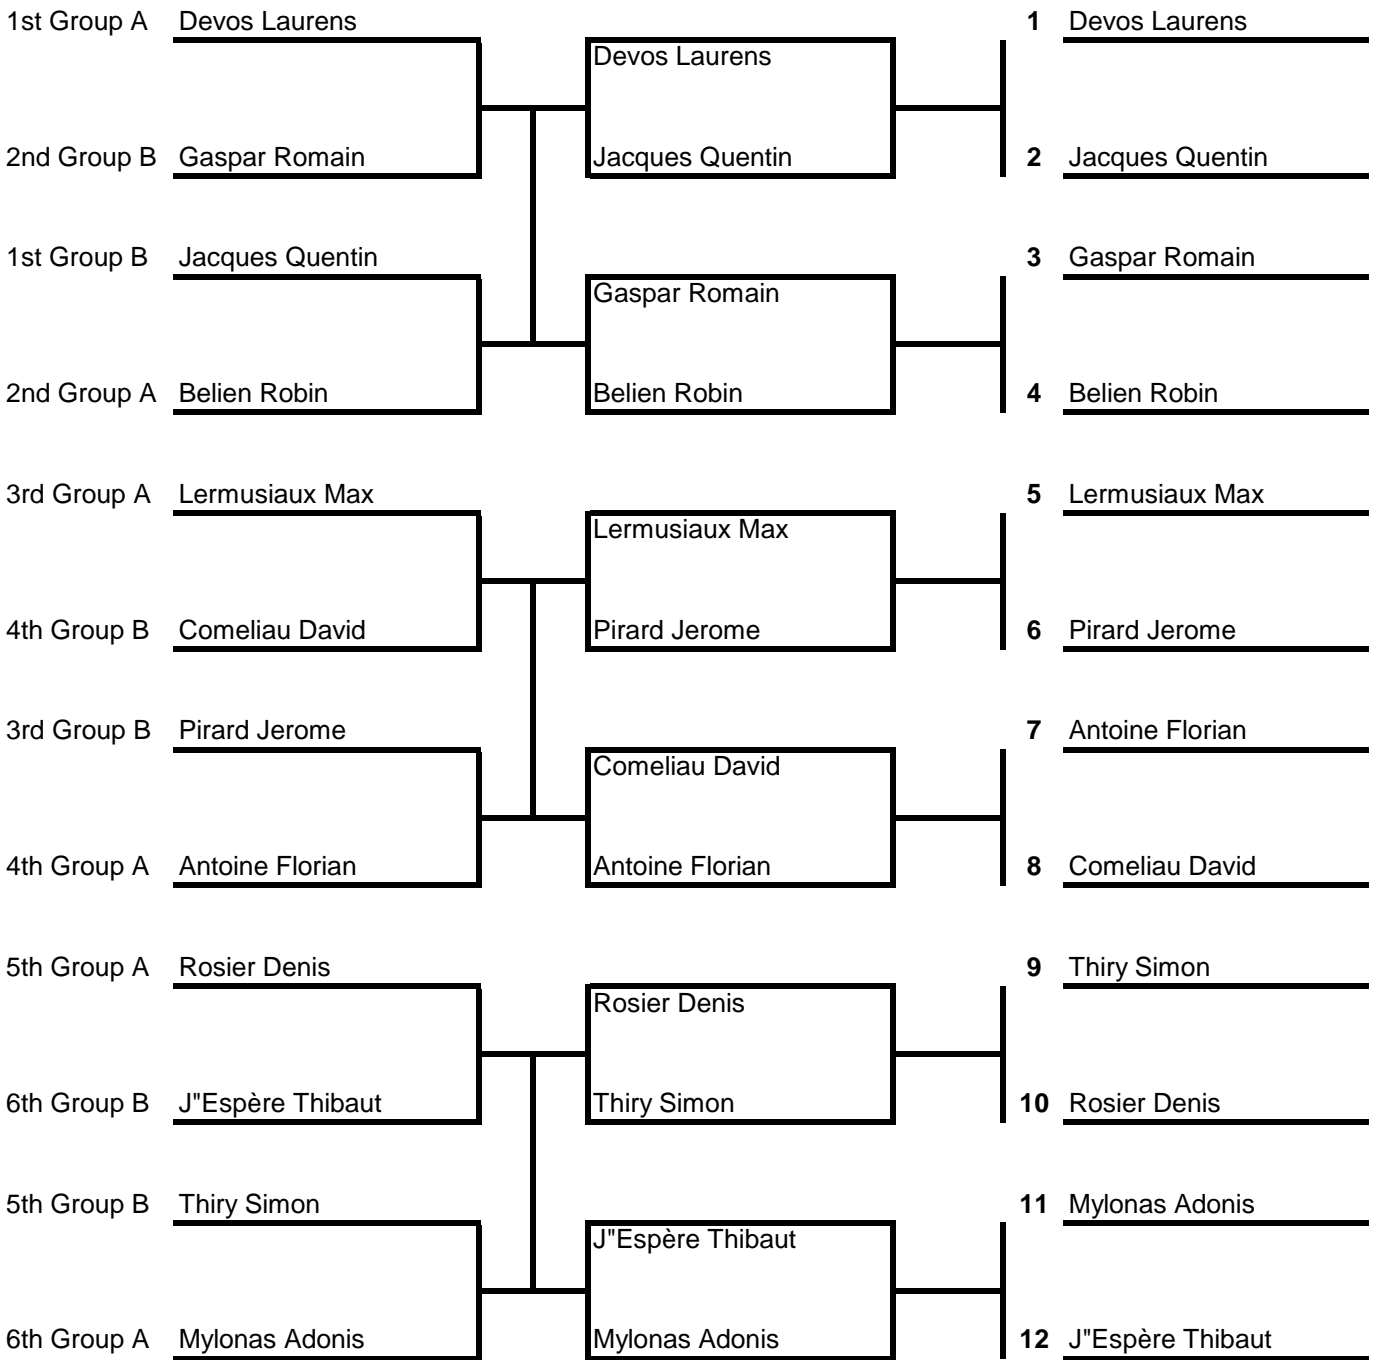 1st Group A Devos Laurens 1 Devos Laurens
Devos Laurens
2nd Group B Gaspar Romain Jacques Quentin 2 Jacques Quentin
1st Group B Jacques Quentin 3 Gaspar Romain
Gaspar Romain
2nd Group A Belien Robin Belien Robin 4 Belien Robin
3rd Group A Lermusiaux Max 5 Lermusiaux Max
Lermusiaux Max
4th Group B Comeliau David Pirard Jerome 6 Pirard Jerome
3rd Group B Pirard Jerome 7 Antoine Florian
Comeliau David
4th Group A Antoine Florian Antoine Florian 8 Comeliau David
5th Group A Rosier Denis 9 Thiry Simon
Rosier Denis
6th Group B J"Espère Thibaut Thiry Simon 10 Rosier Denis
5th Group B Thiry Simon 11 Mylonas Adonis
J"Espère Thibaut
6th Group A Mylonas Adonis Mylonas Adonis 12 J"Espère Thibaut